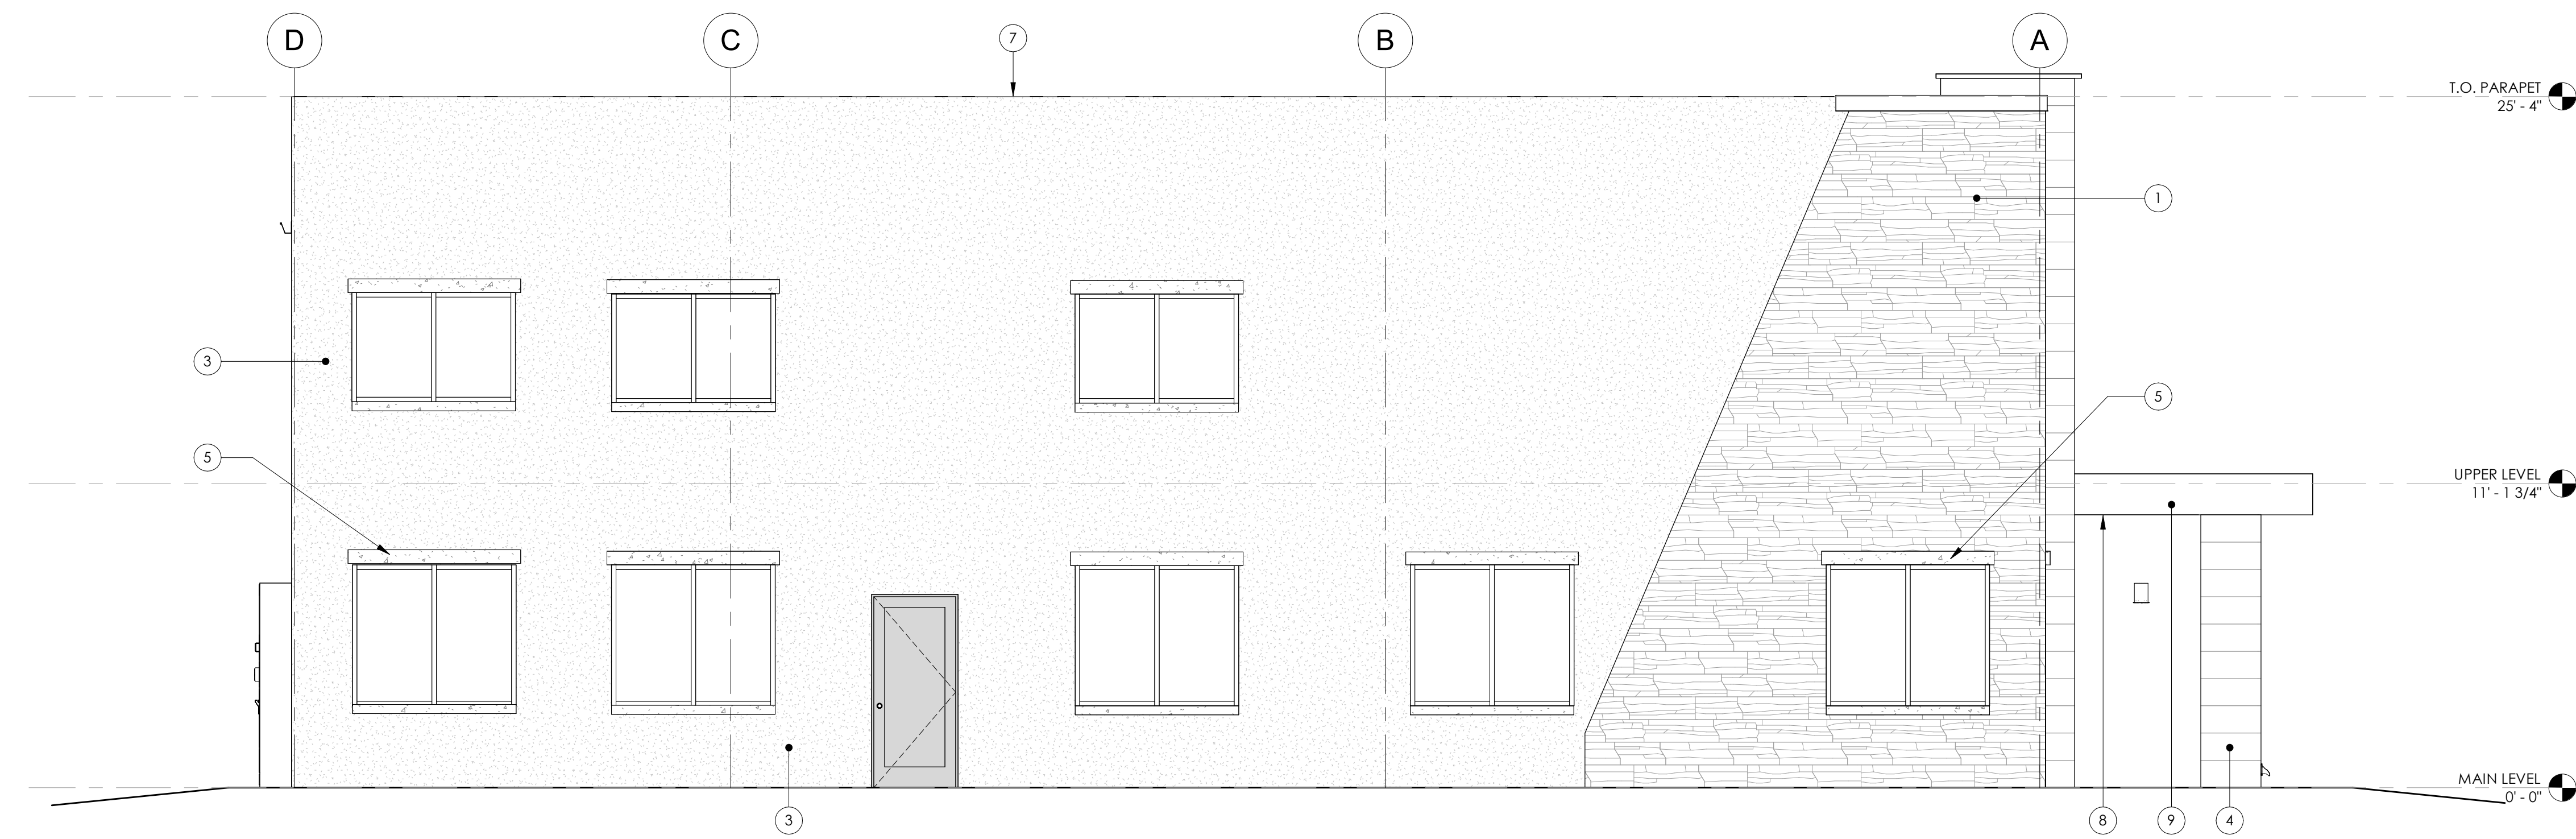 D
C
7
B
A
T.O. PARAPET
25' - 4"
1
3
5
5
UPPER LEVEL
11' - 1 3/4"
MAIN LEVEL
0' - 0"
3
8
9
4